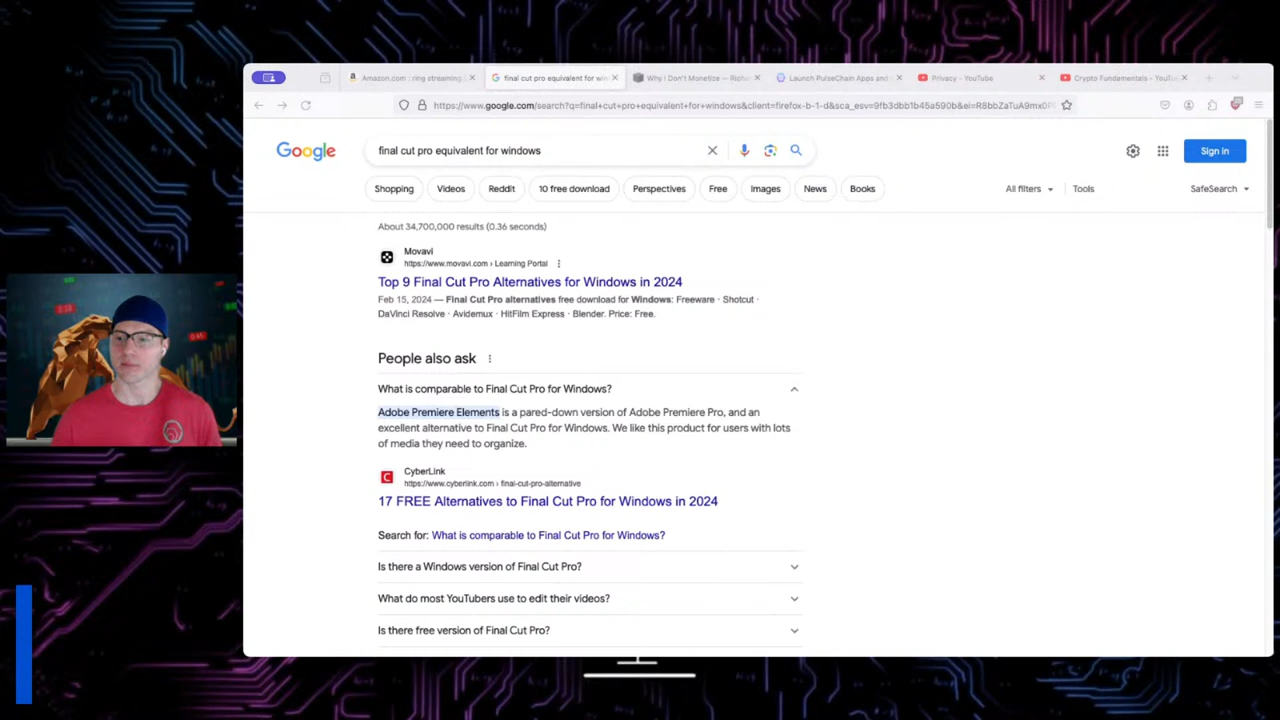 Amazon.com : ring streaming
final cut pro equivalent for win
Why I Don't Monetize — Richa
Launch PulseChain Apps and
Privacy - YouTube
Crypto Fundamentals - YouTu
https://www.google.com/search?q=final+cut+pro+equivalent+for+windows&client=firefox-b-1-d&sca_esv=9fb3dbb1b45a590b&ei=R8bbZaTuA9mx0P
Google
final cut pro equivalent for windows
Sign in
Shopping
Videos
Reddit
10 free download
Perspectives
Free
Images
News
Books
All filters
Tools
SafeSearch
About 34,700,000 results (0.36 seconds)
Movavi
https://www.movavi.com › Learning Portal
Top 9 Final Cut Pro Alternatives for Windows in 2024
Feb 15, 2024 — Final Cut Pro alternatives free download for Windows: Freeware · Shotcut ·
DaVinci Resolve · Avidemux · HitFilm Express · Blender. Price: Free.
People also ask
What is comparable to Final Cut Pro for Windows?
Adobe Premiere Elements is a pared-down version of Adobe Premiere Pro, and an
excellent alternative to Final Cut Pro for Windows. We like this product for users with lots
of media they need to organize.
CyberLink
https://www.cyberlink.com › final-cut-pro-alternative
17 FREE Alternatives to Final Cut Pro for Windows in 2024
Search for: What is comparable to Final Cut Pro for Windows?
Is there a Windows version of Final Cut Pro?
What do most YouTubers use to edit their videos?
Is there free version of Final Cut Pro?